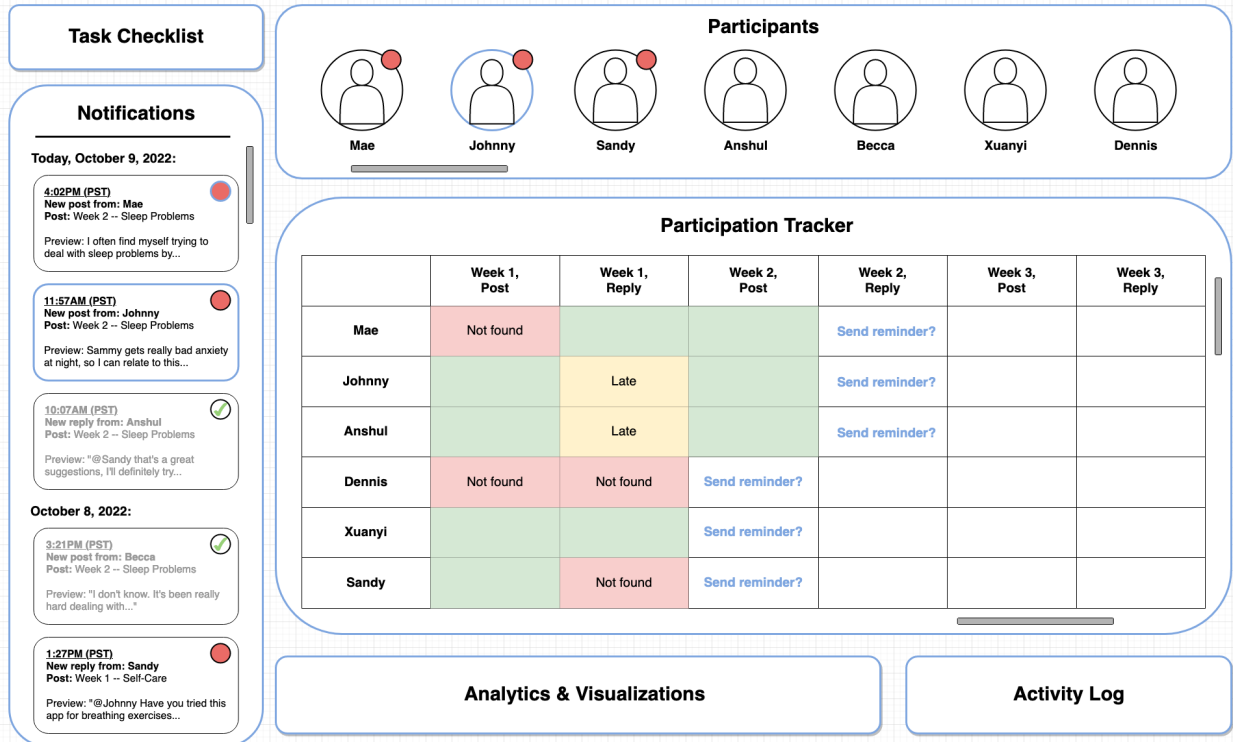 Task Checklist
Notifications
Today, October 9, 2022:
4:02PM (PST)
New post from: Mae
Post: Week 2 -- Sleep Problems
Preview: I often find myself trying to
deal with sleep problems by...
11:57AM (PST)
New post from: Johnny
Post: Week 2 -- Sleep Problems
Preview: Sammy gets really bad anxiety
at night, so I can relate to this...
10:07AM (PST)
New reply from: Anshul
Post: Week 2 -- Sleep Problems
Preview: "@Sandy that's a great
suggestions, I'll definitely try...
October 8, 2022:
3:21PM (PST)
New post from: Becca
Post: Week 2 -- Sleep Problems
Preview: "I don't know. It's been really
hard dealing with..."
1:27PM (PST)
New reply from: Sandy
Post: Week 1 -- Self-Care
Preview: "@Johnny Have you tried this
app for breathing exercises...
Participants
Mae Johnny Sandy Anshul Becca Xuanyi Dennis
Participation Tracker
Week 1, Week 1, Week 2, Week 2, Week 3, Week 3,
Post Reply Post Reply Post Reply
Mae Not found Send reminder?
Johnny Late Send reminder?
Anshul Late Send reminder?
Dennis Not found Not found Send reminder?
Xuanyi Send reminder?
Sandy Not found Send reminder?
Analytics & Visualizations
Activity Log